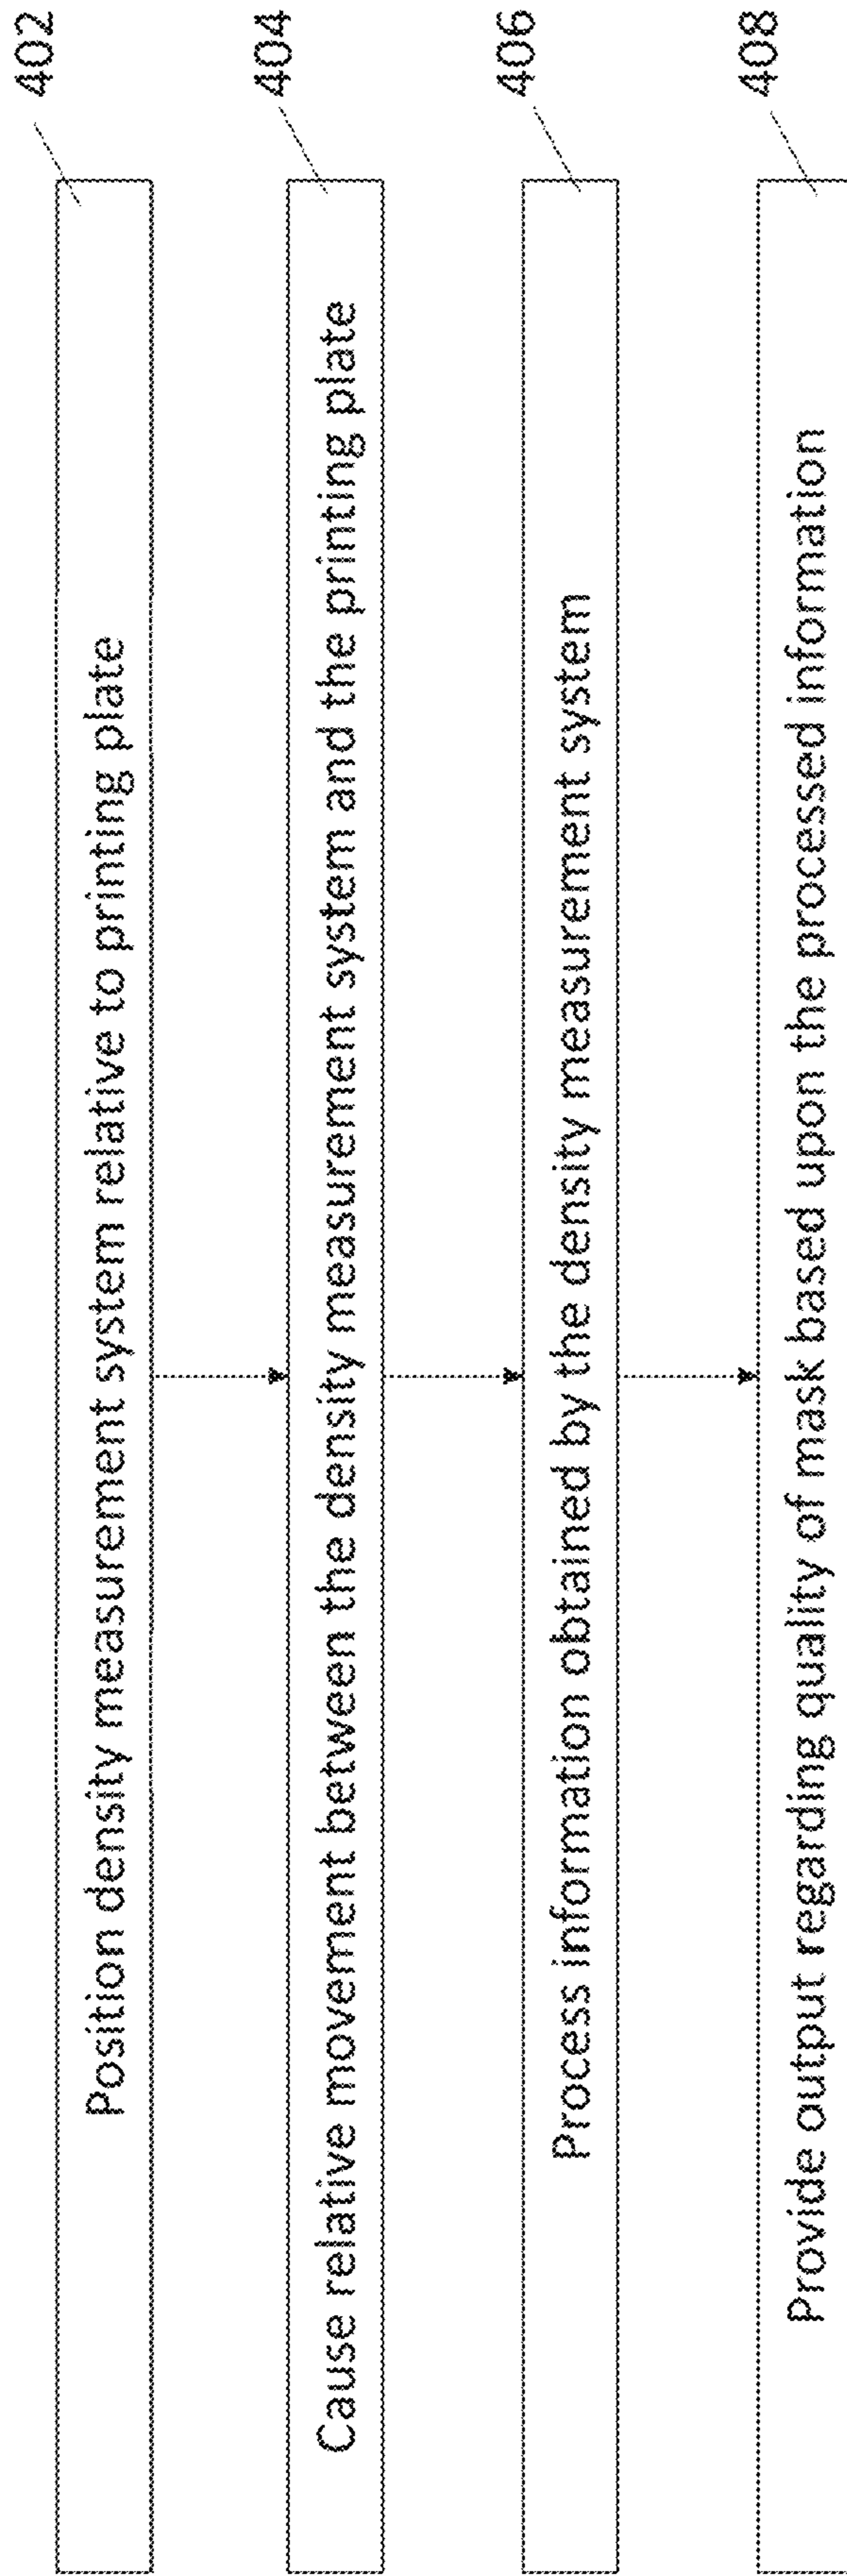 402
Position density measurement system relative to printing plate
404
Cause relative movement between the density measurement system and the printing plate
406
Process information obtained by the density measurement system
408
Provide output regarding quality of mask based upon the processed information